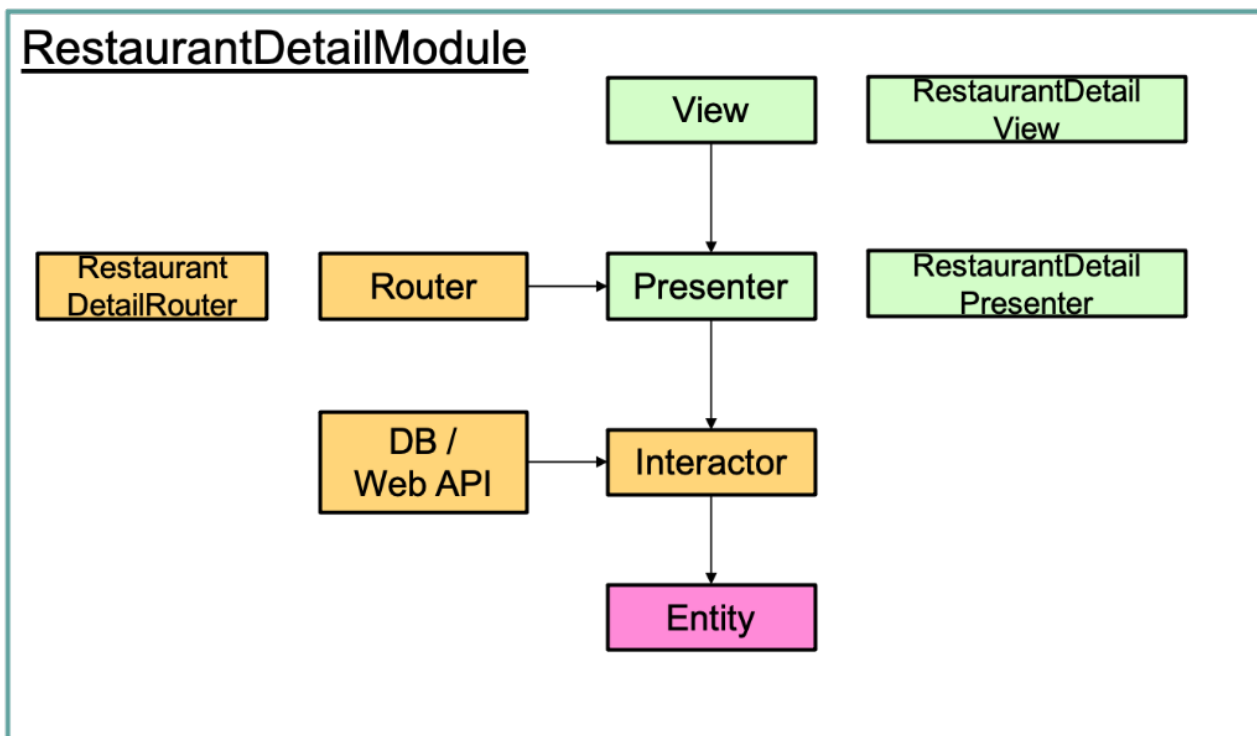 RestaurantDetailModule
View
RestaurantDetail
View
Restaurant
DetailRouter
Router
Presenter
RestaurantDetail
Presenter
DB /
Web API
Interactor
Entity